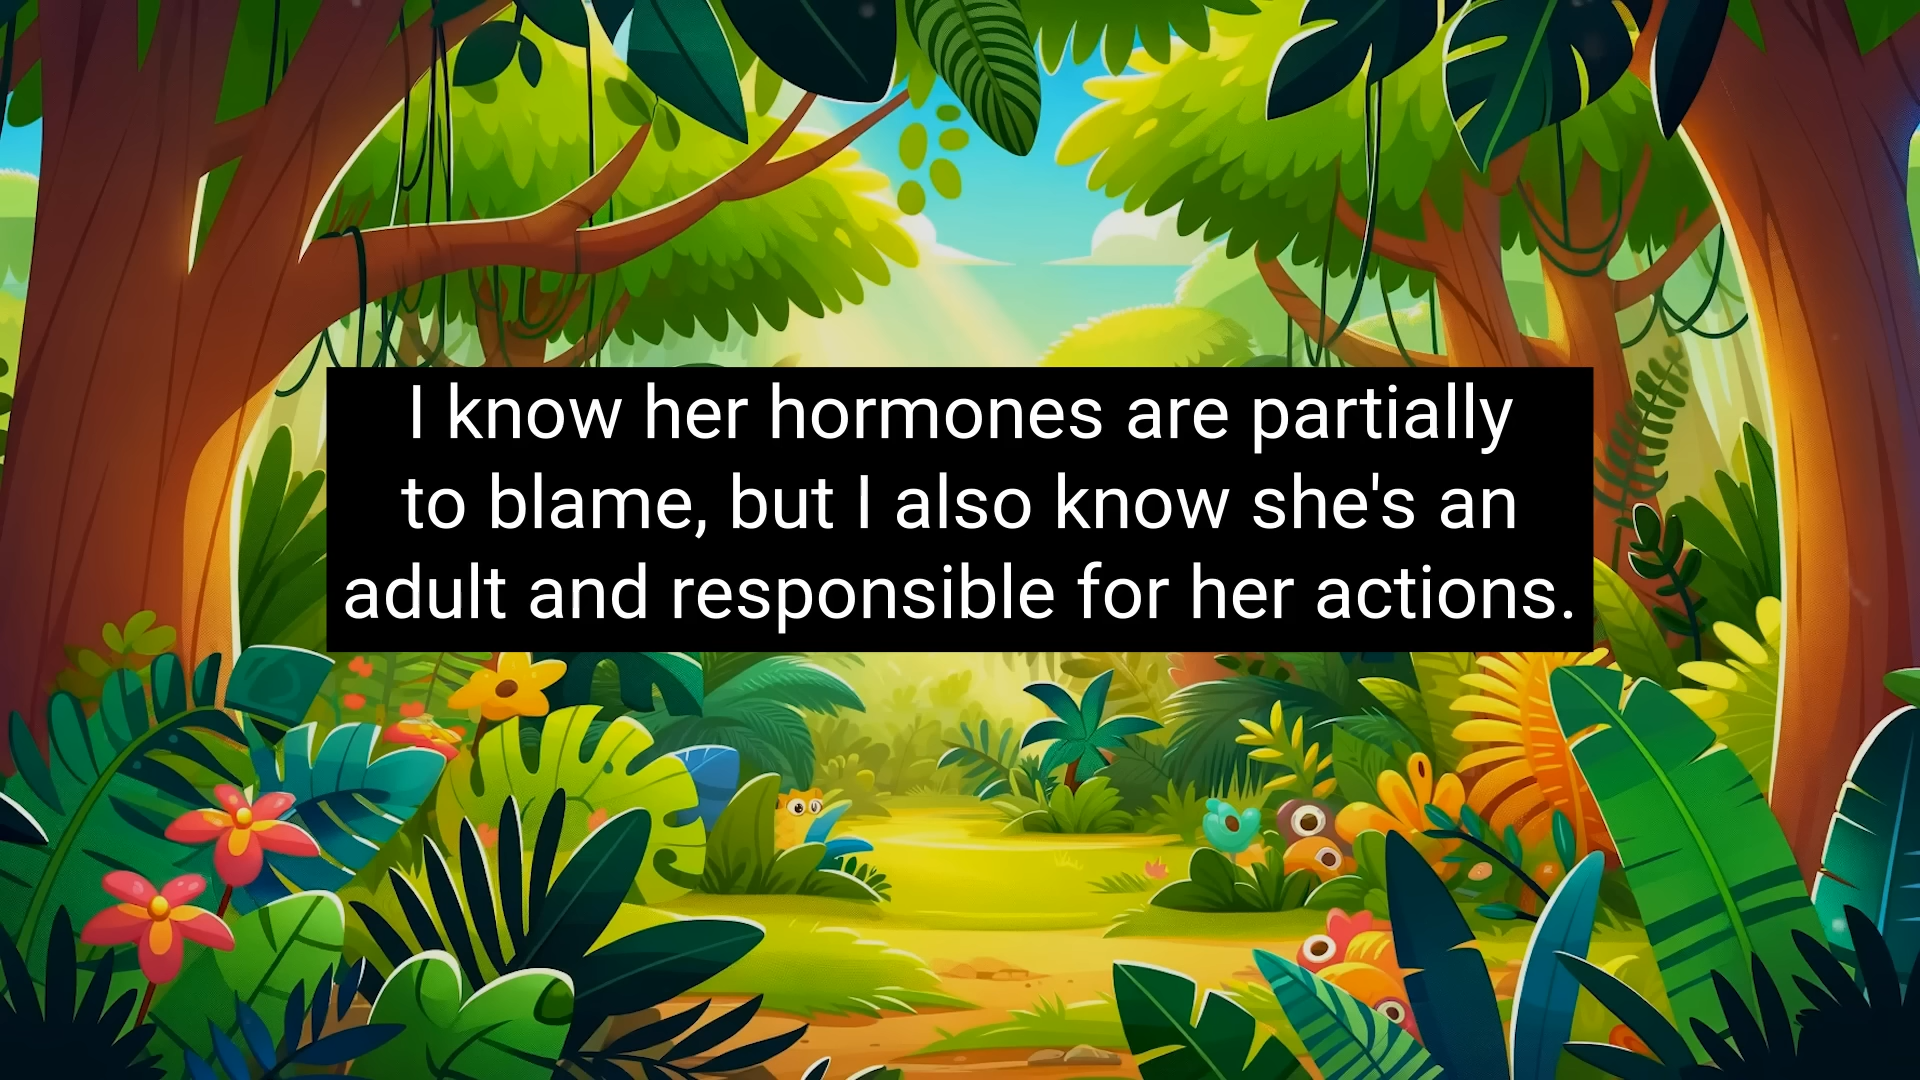 I know her hormones are partially
to blame, but I also know she's an
adult and responsible for her actions.